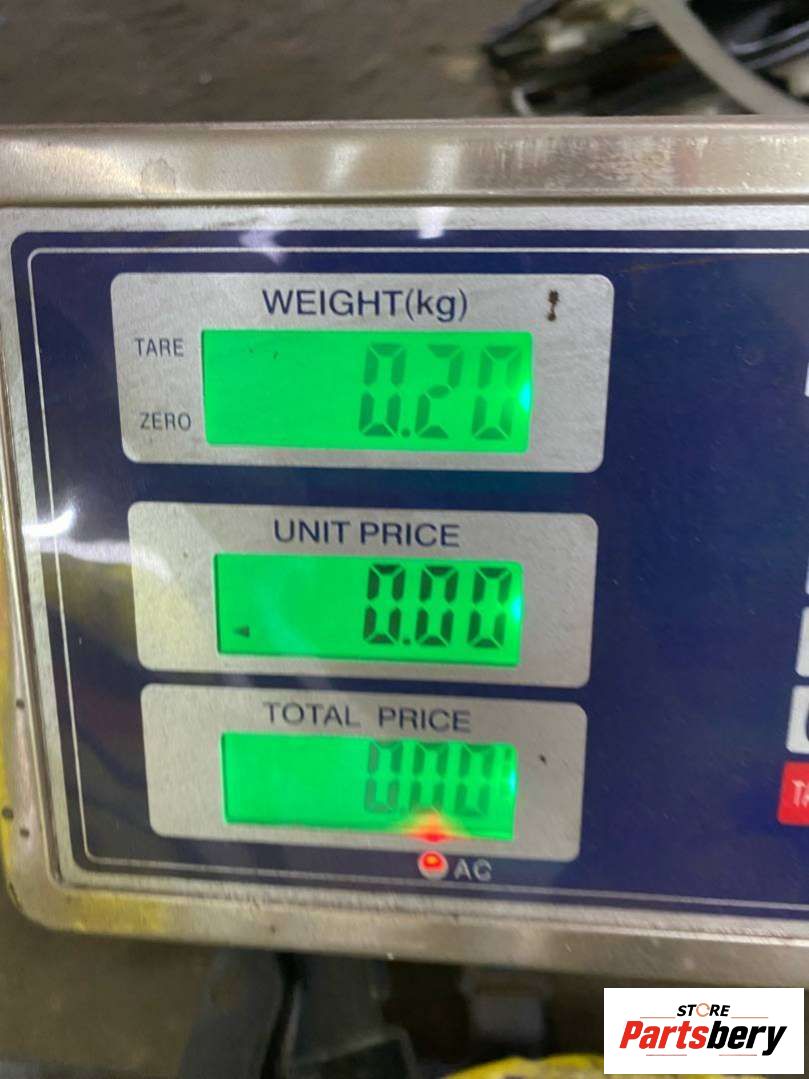 WEIGHT(kg)
TARE
0.20
ZERO
UNIT PRICE
0.00
TOTAL PRICE
0.00
AC
STORE
Partsbery